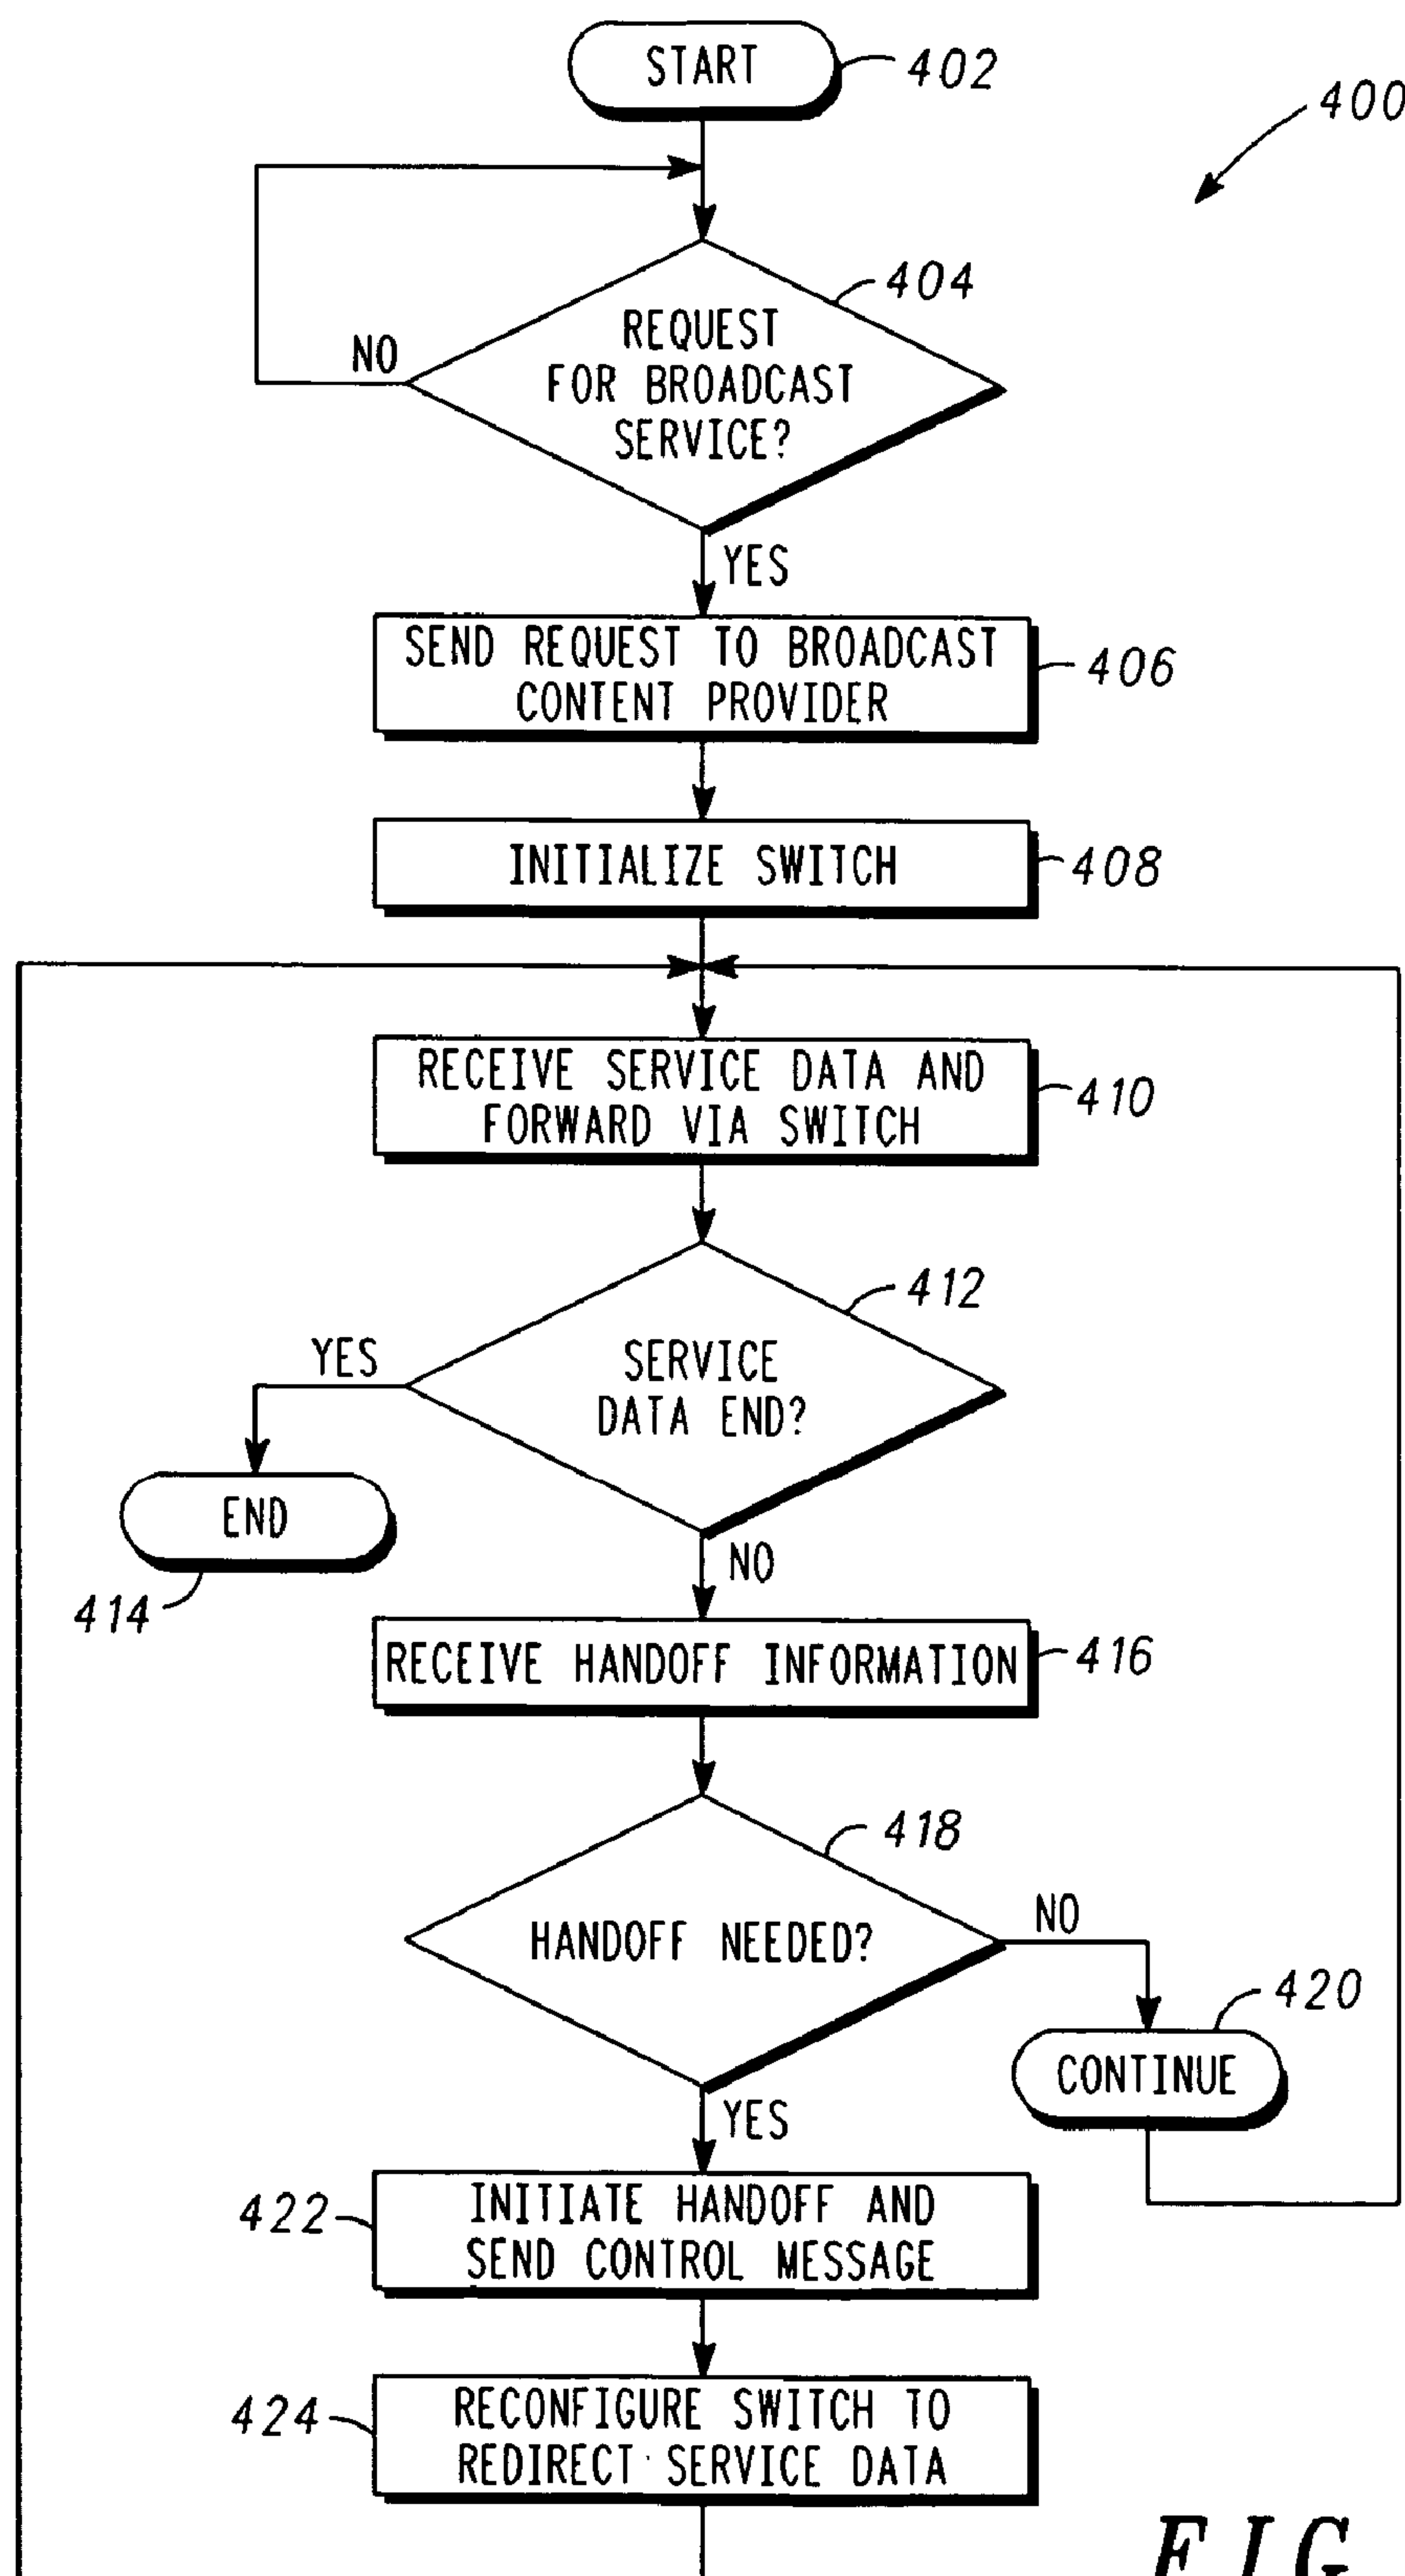 START
402
400
404
REQUEST
FOR BROADCAST
SERVICE?
NO
YES
SEND REQUEST TO BROADCAST
CONTENT PROVIDER
406
INITIALIZE SWITCH
408
RECEIVE SERVICE DATA AND
FORWARD VIA SWITCH
410
412
SERVICE
DATA END?
YES
END
414
NO
RECEIVE HANDOFF INFORMATION
416
418
HANDOFF NEEDED?
NO
420
CONTINUE
YES
422
INITIATE HANDOFF AND
SEND CONTROL MESSAGE
424
RECONFIGURE SWITCH TO
REDIRECT SERVICE DATA
FIG